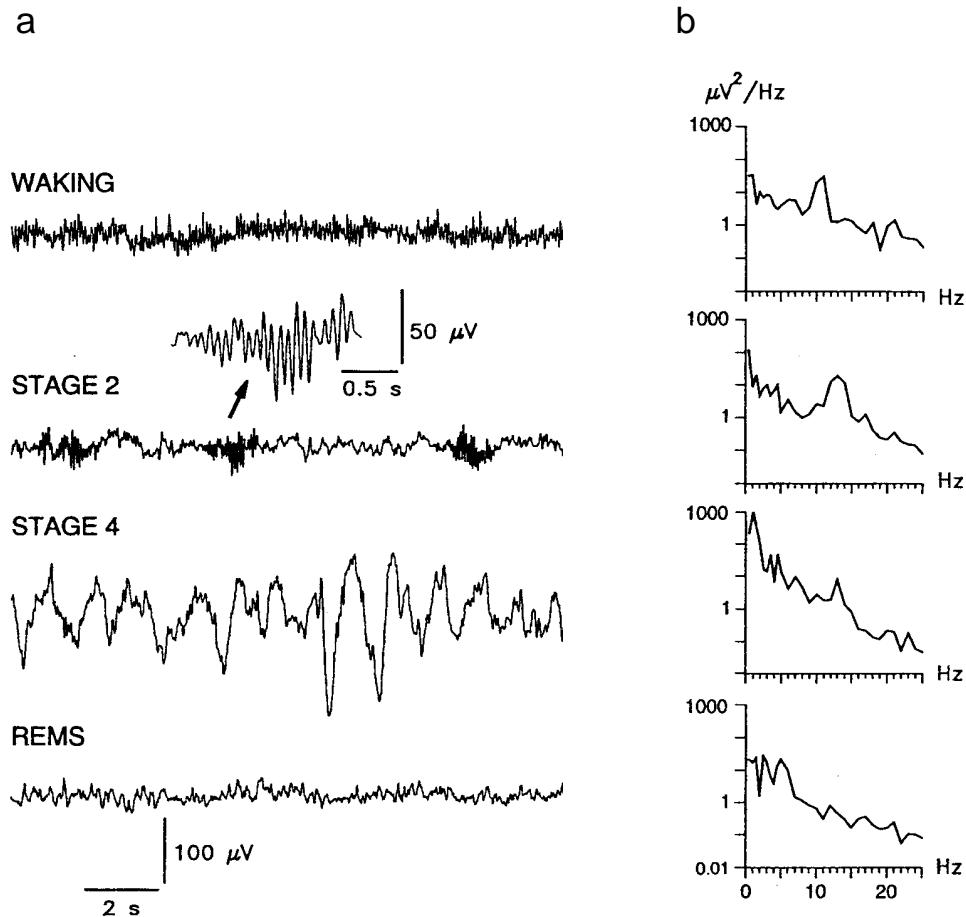 a
b
μV²/Hz
1000
WAKING
1
Hz
50 μV
0.5 s
1000
STAGE 2
1
Hz
STAGE 4
1000
1
Hz
REMS
1000
1
100 μV
0.01
Hz
0 10 20
2 s